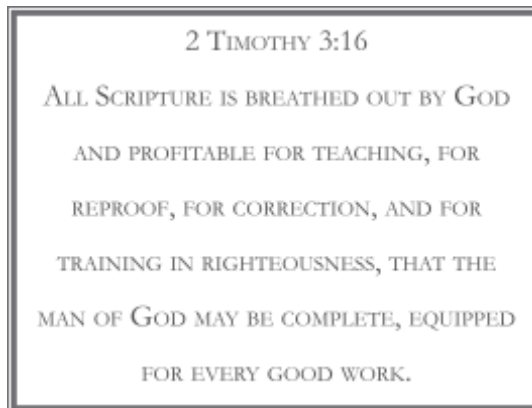 2 Timothy 3:16
All Scripture is breathed out by God
and profitable for teaching, for
reproof, for correction, and for
training in righteousness, that the
man of God may be complete, equipped
for every good work.